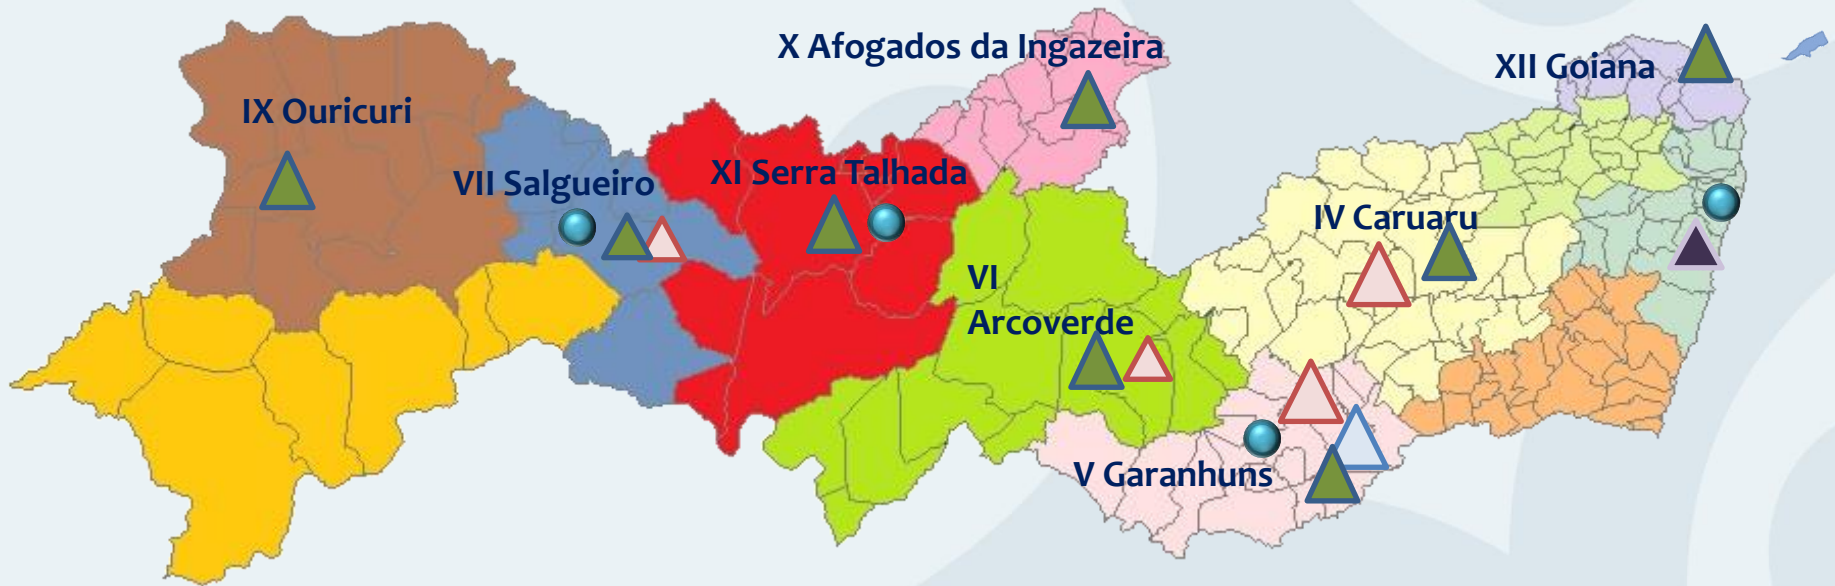 X Afogados da Ingazeira
XII Goiana
IX Ouricuri
VII Salgueiro
XI Serra Talhada
IV Caruaru
VI
Arcoverde
V Garanhuns